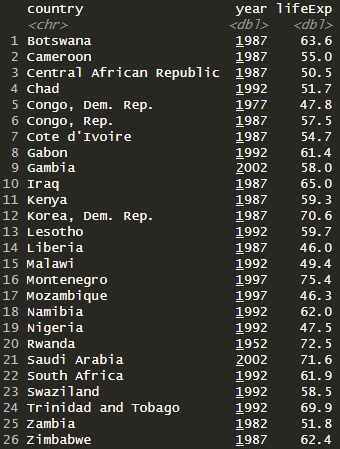 country year lifeExp
<chr> <dbl> <dbl>
1 Botswana 1987 63.6
2 Cameroon 1987 55.0
3 Central African Republic 1987 50.5
4 Chad 1992 51.7
5 Congo, Dem. Rep. 1977 47.8
6 Congo, Rep. 1987 57.5
7 Cote d'Ivoire 1987 54.7
8 Gabon 1992 61.4
9 Gambia 2002 58.0
10 Iraq 1987 65.0
11 Kenya 1987 59.3
12 Korea, Dem. Rep. 1987 70.6
13 Lesotho 1992 59.7
14 Liberia 1987 46.0
15 Malawi 1992 49.4
16 Montenegro 1997 75.4
17 Mozambique 1997 46.3
18 Namibia 1992 62.0
19 Nigeria 1992 47.5
20 Rwanda 1952 72.5
21 Saudi Arabia 2002 71.6
22 South Africa 1992 61.9
23 Swaziland 1992 58.5
24 Trinidad and Tobago 1992 69.9
25 Zambia 1982 51.8
26 Zimbabwe 1987 62.4